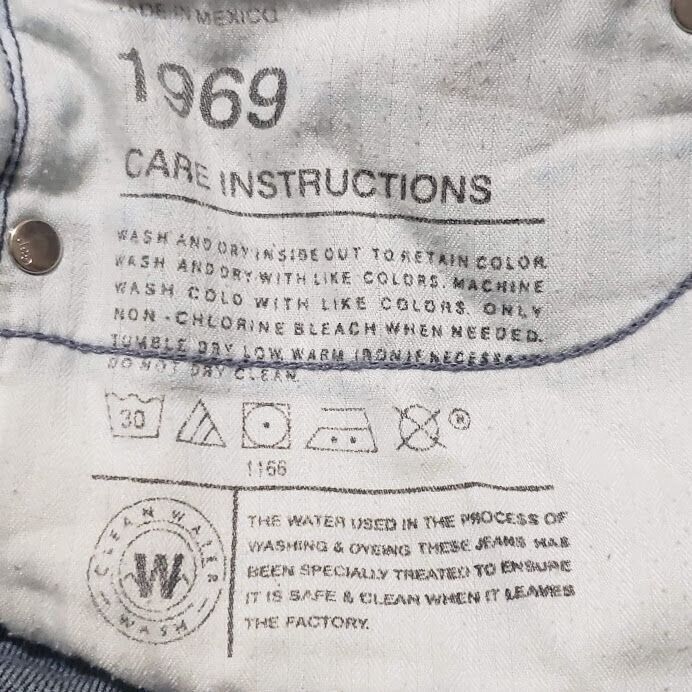 MADE IN MEXICO
1969
CARE INSTRUCTIONS
WASH AND DRY INSIDE OUT TO RETAIN COLOR.
WASH AND DRY WITH LIKE COLORS. MACHINE
WASH COLD WITH LIKE COLORS. ONLY
NON-CHLORINE BLEACH WHEN NEEDED.
TUMBLE DRY LOW. WARM IRON IF NECESSARY.
DO NOT DRY CLEAN.
30
®
1166
CLEAN WATER WASH
W
THE WATER USED IN THE PROCESS OF
WASHING & DYEING THESE JEANS HAS
BEEN SPECIALLY TREATED TO ENSURE
IT IS SAFE & CLEAN WHEN IT LEAVES
THE FACTORY.